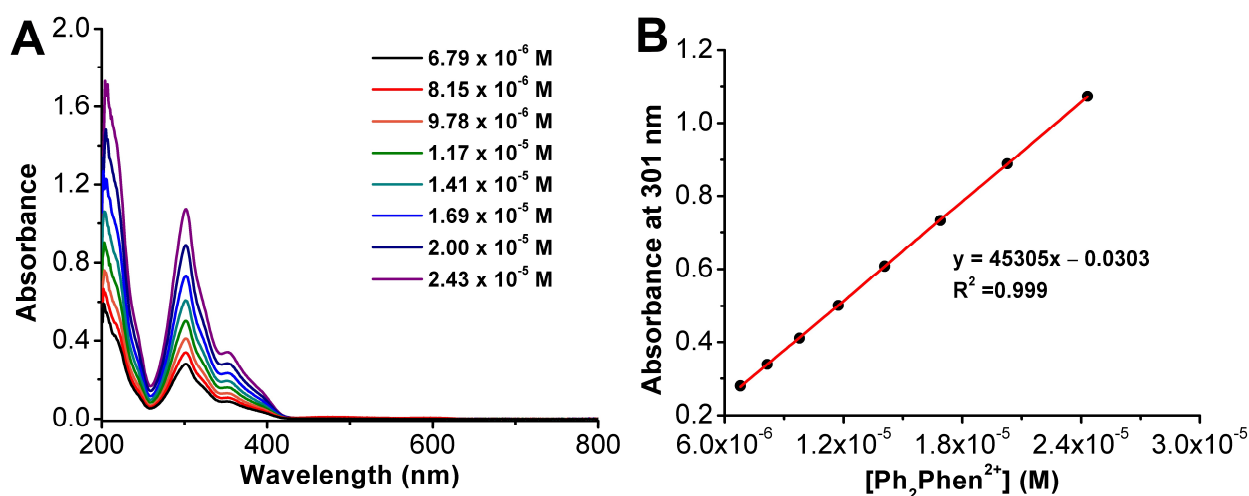 A
Absorbance
2.0
1.6
1.2
0.8
0.4
0.0
200
400
600
800
Wavelength (nm)
6.79 x 10⁻⁶ M
8.15 x 10⁻⁶ M
9.78 x 10⁻⁶ M
1.17 x 10⁻⁵ M
1.41 x 10⁻⁵ M
1.69 x 10⁻⁵ M
2.00 x 10⁻⁵ M
2.43 x 10⁻⁵ M
B
Absorbance at 301 nm
1.2
1.0
0.8
0.6
0.4
0.2
6.0x10⁻⁶
1.2x10⁻⁵
1.8x10⁻⁵
2.4x10⁻⁵
3.0x10⁻⁵
[Ph₂Phen²⁺] (M)
y = 45305x – 0.0303
R² =0.999